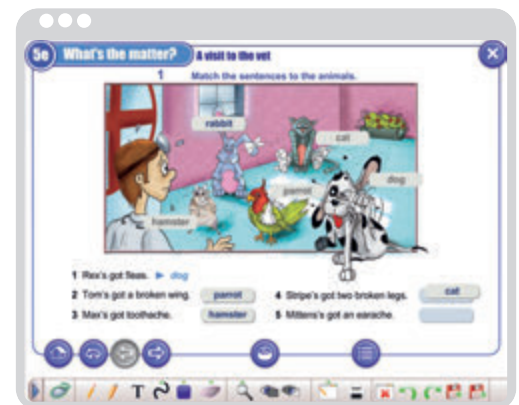 5e What's the matter? A visit to the vet
1 Match the sentences to the animals.
rabbit
cat
dog
parrot
hamster
1 Rex's got fleas. ► dog
2 Tom's got a broken wing. parrot
3 Max's got toothache. hamster
4 Stripe's got two broken legs. cat
5 Mittens's got an earache.
T